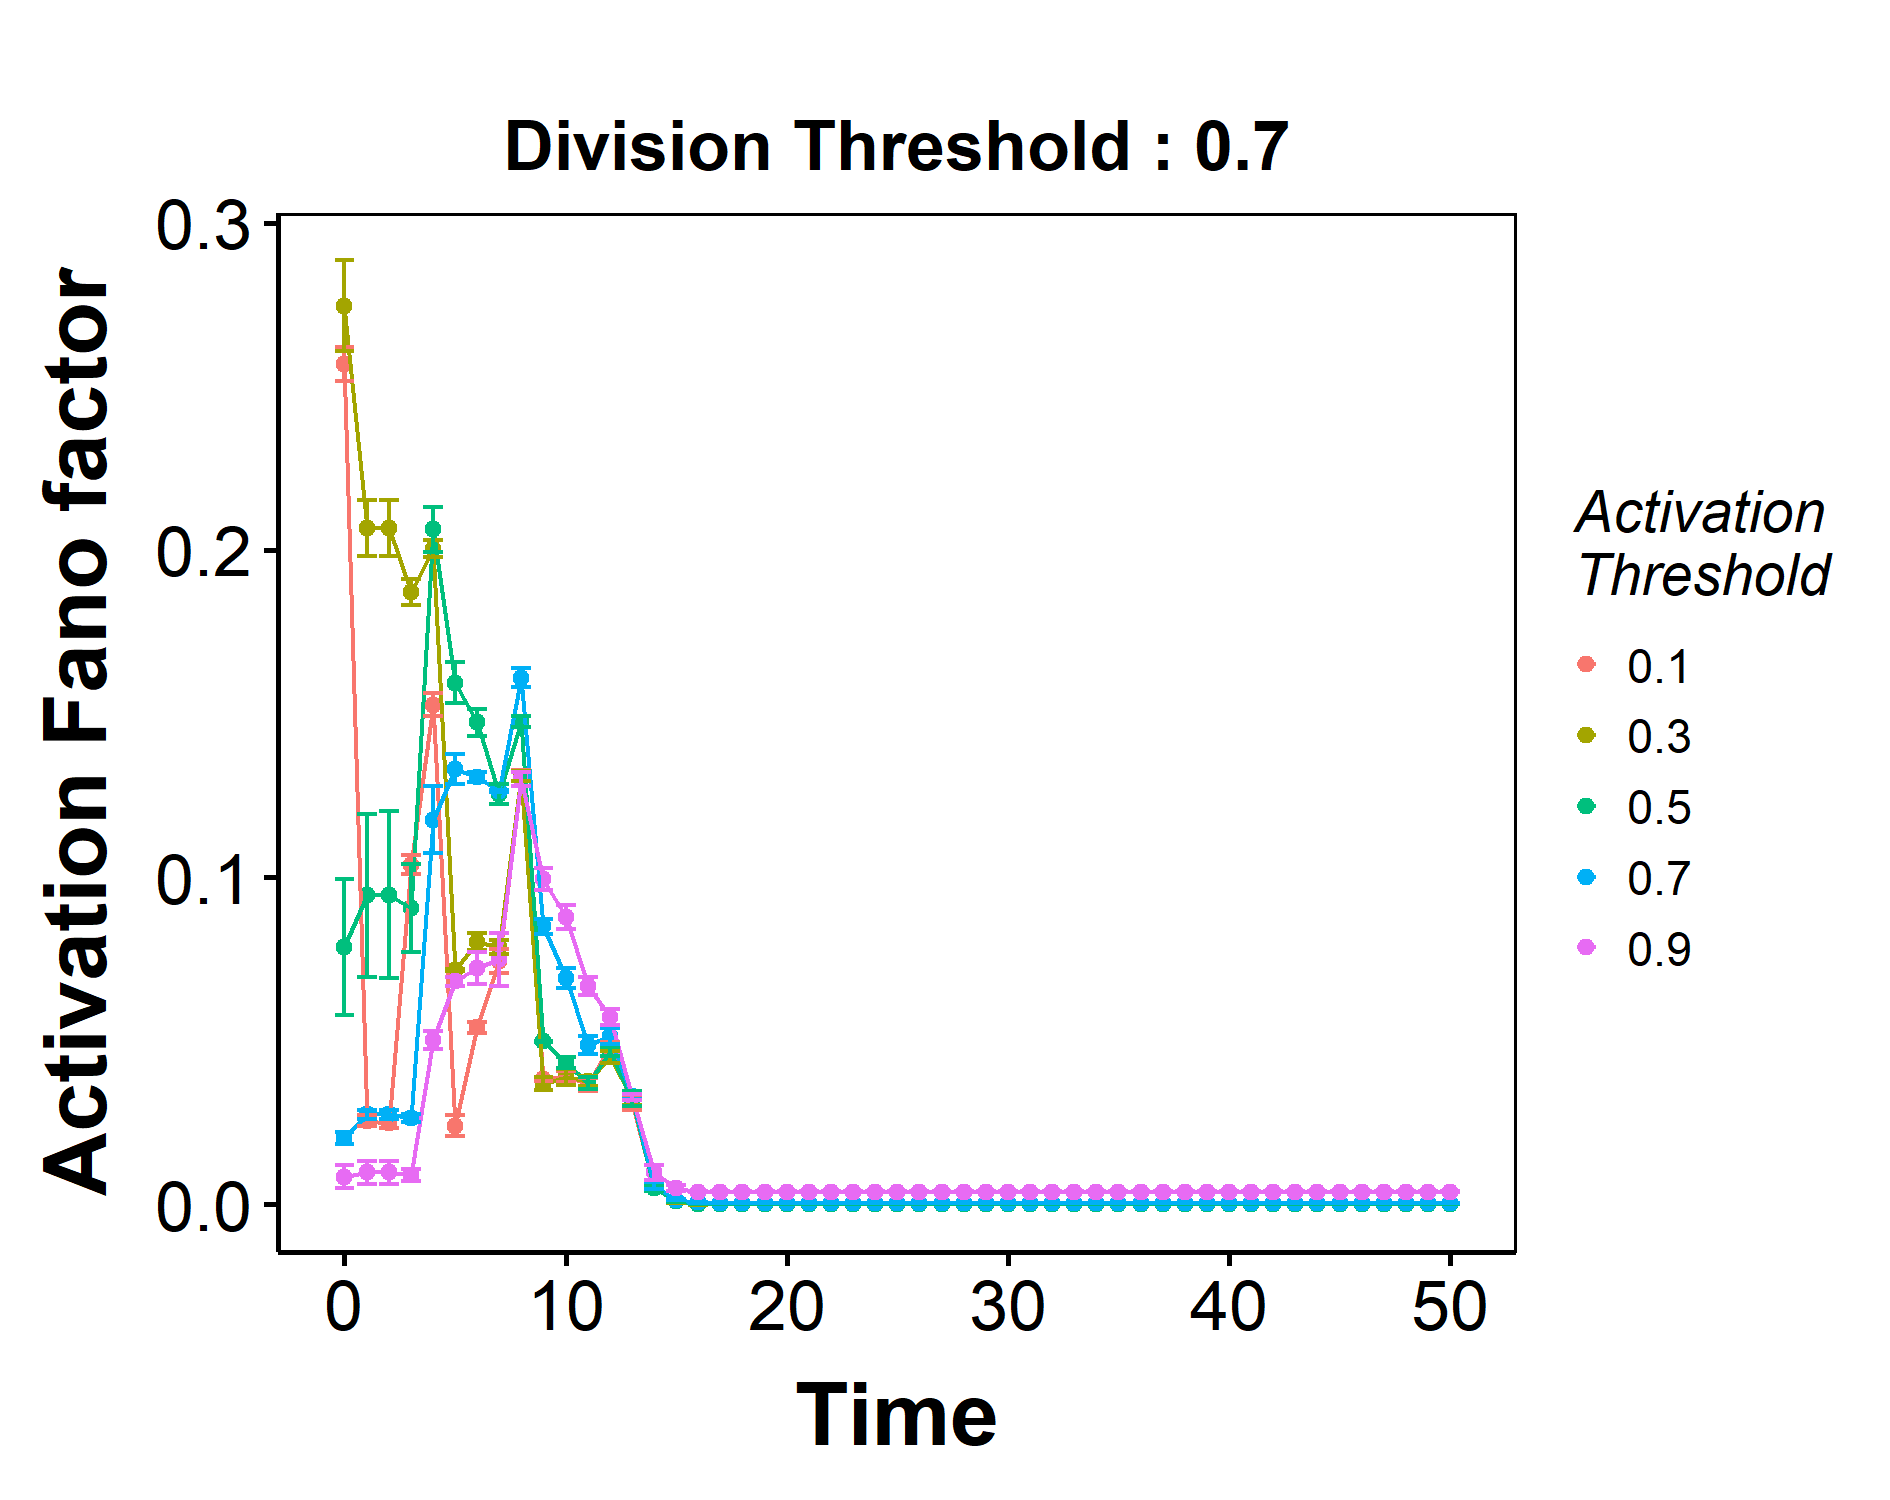 Division Threshold : 0.7
Activation Fano factor
0.3
0.2
0.1
0.0
0 10 20 30 40 50
Time
Activation
Threshold
0.1
0.3
0.5
0.7
0.9